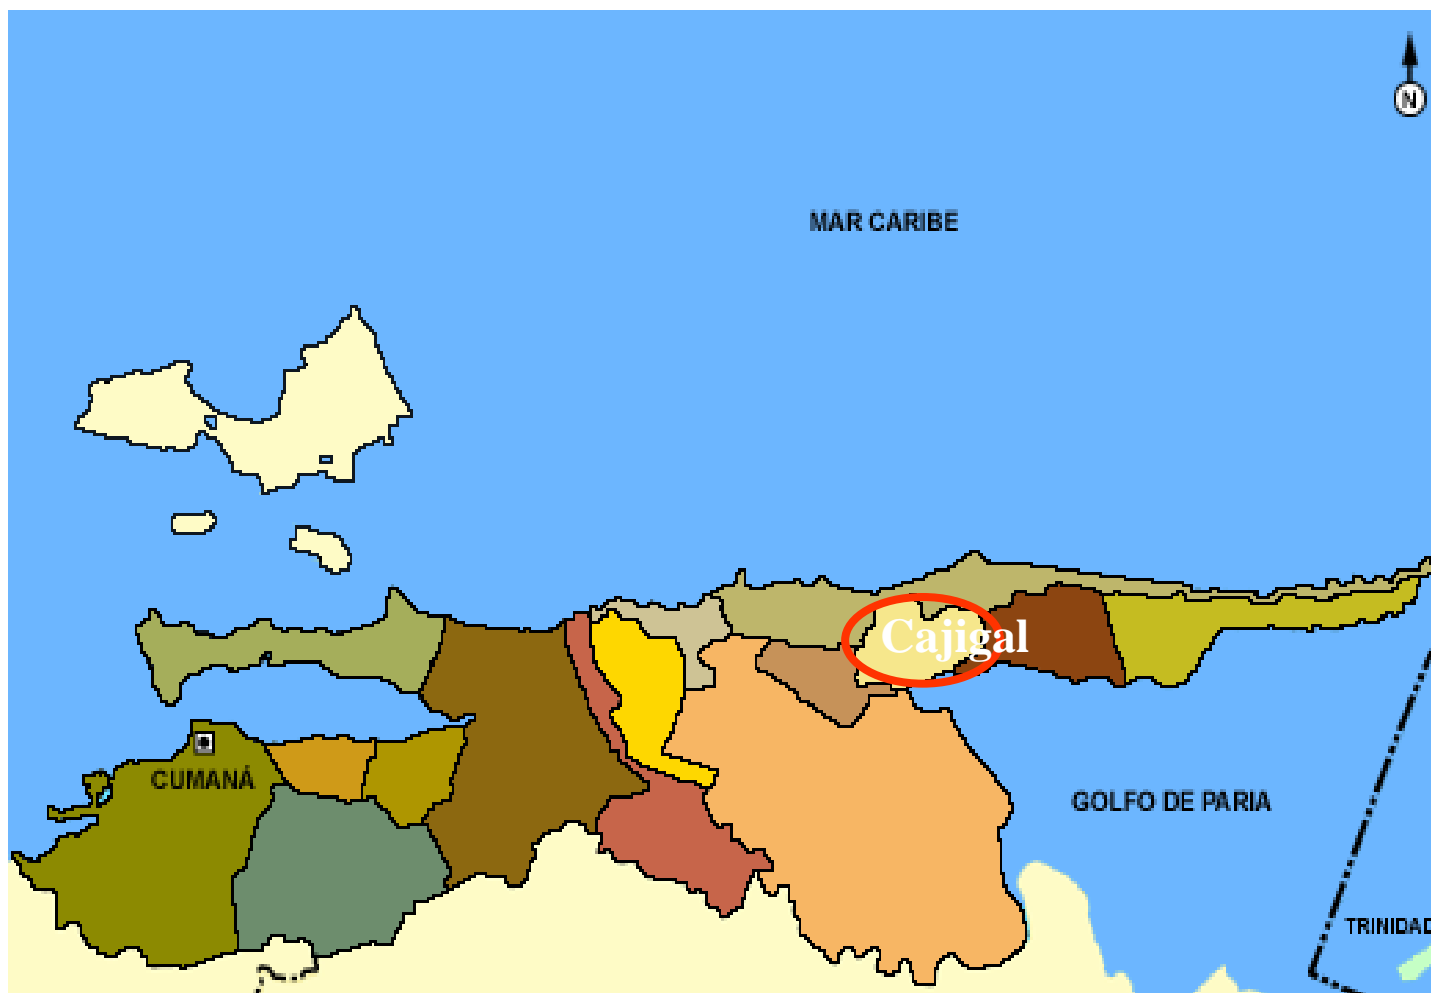 N
MAR CARIBE
Cajigal
CUMANÁ
GOLFO DE PARIA
TRINIDAD